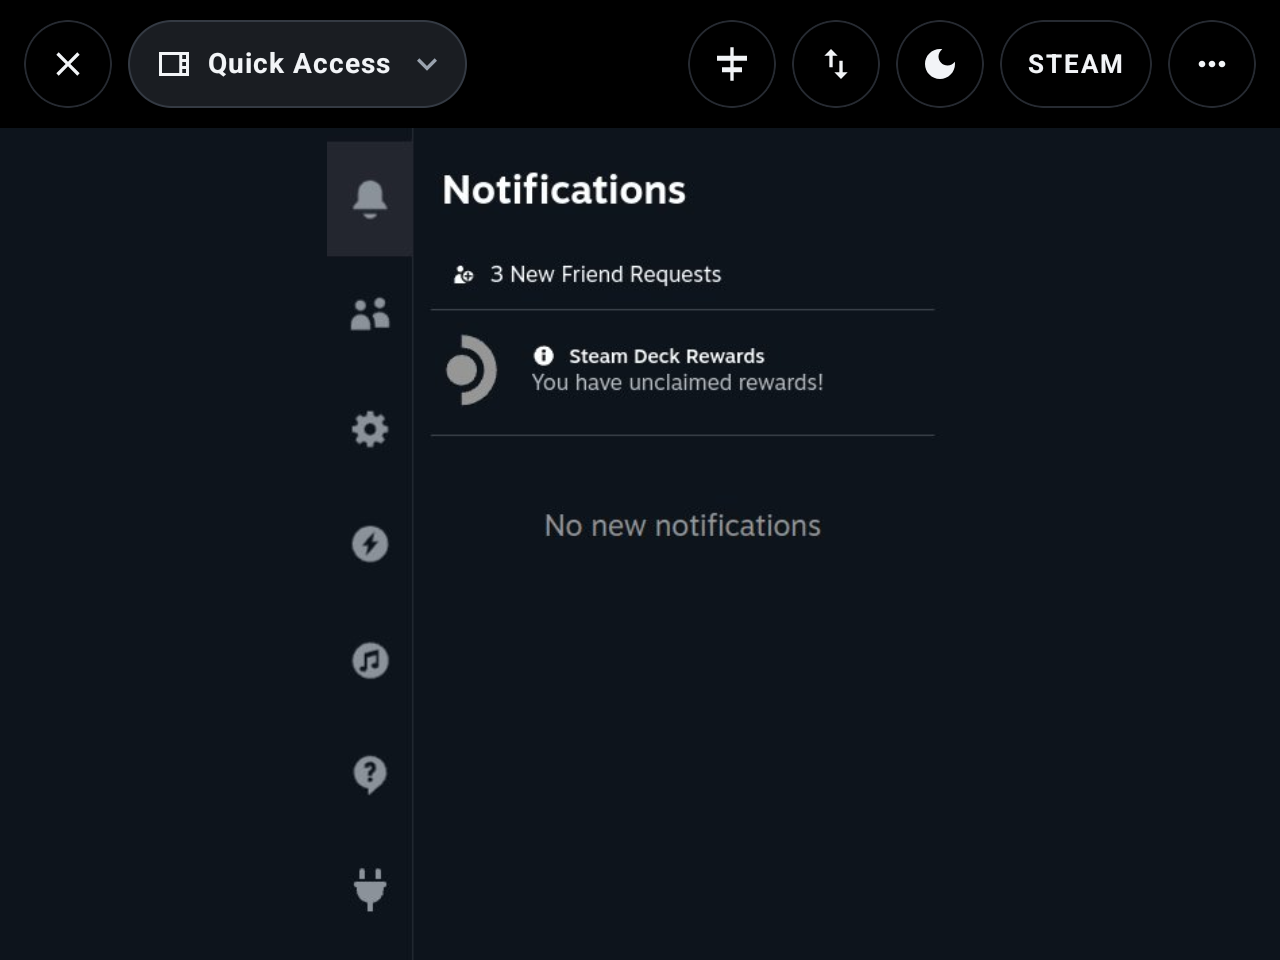 Quick Access
STEAM
Notifications
3 New Friend Requests
Steam Deck Rewards
You have unclaimed rewards!
No new notifications